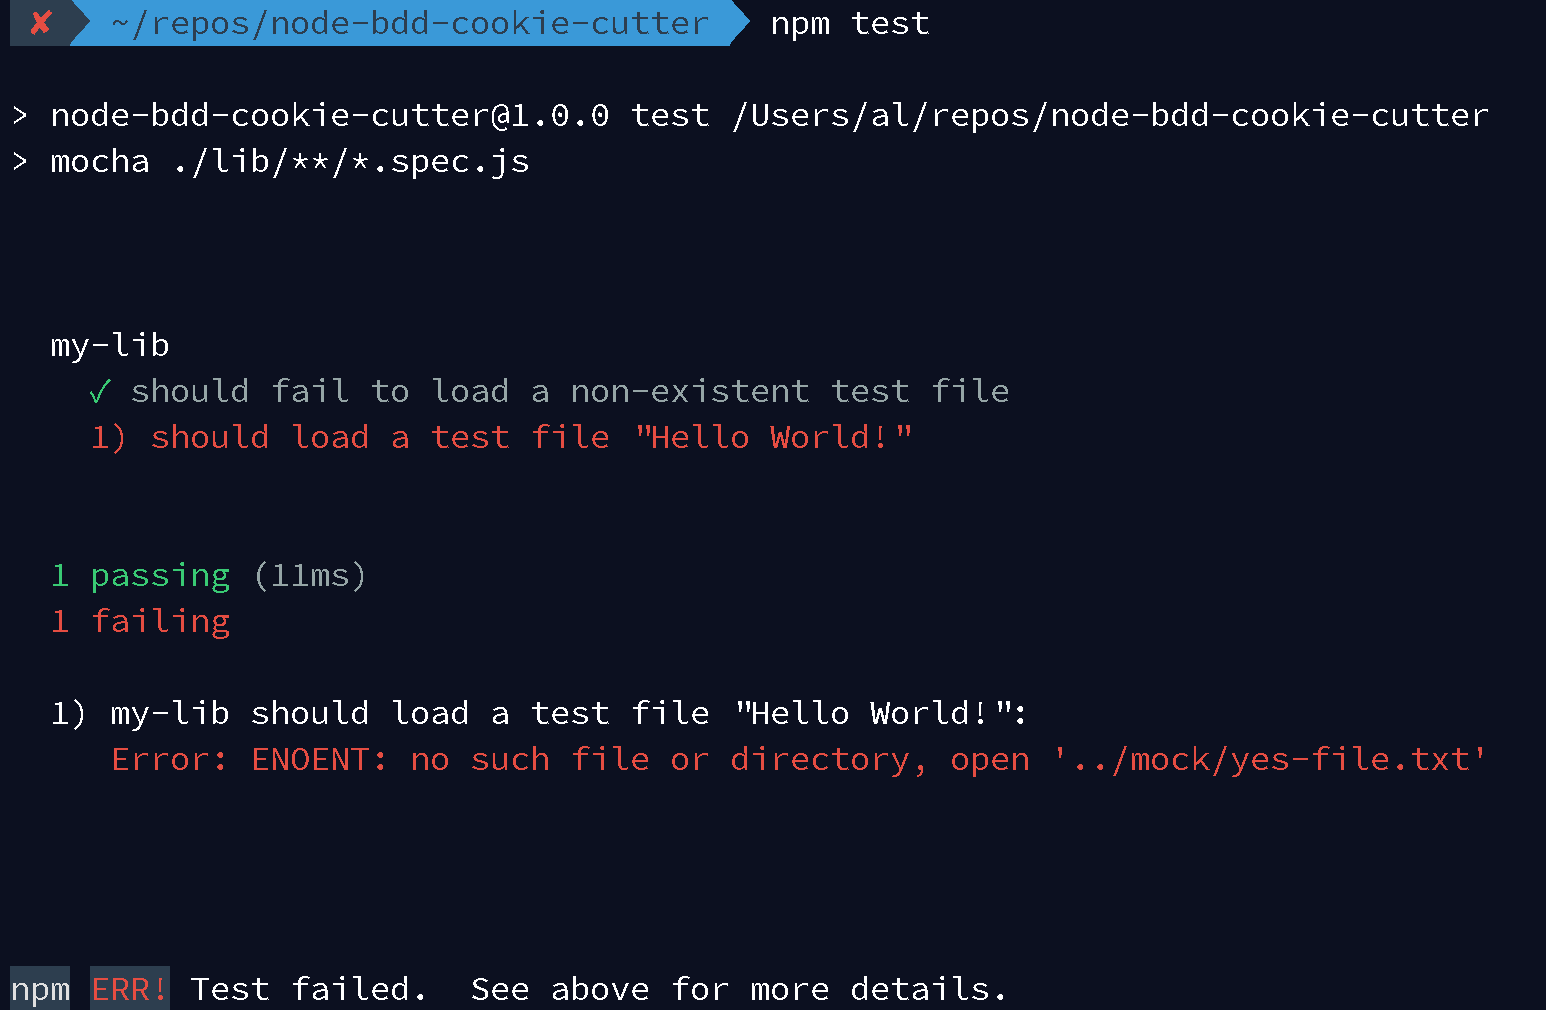 ✘ ~/repos/node-bdd-cookie-cutter npm test
> node-bdd-cookie-cutter@1.0.0 test /Users/al/repos/node-bdd-cookie-cutter
> mocha ./lib/**/*.spec.js
my-lib
✓ should fail to load a non-existent test file
1) should load a test file "Hello World!"
1 passing (11ms)
1 failing
1) my-lib should load a test file "Hello World!":
Error: ENOENT: no such file or directory, open '../mock/yes-file.txt'
npm ERR! Test failed.  See above for more details.